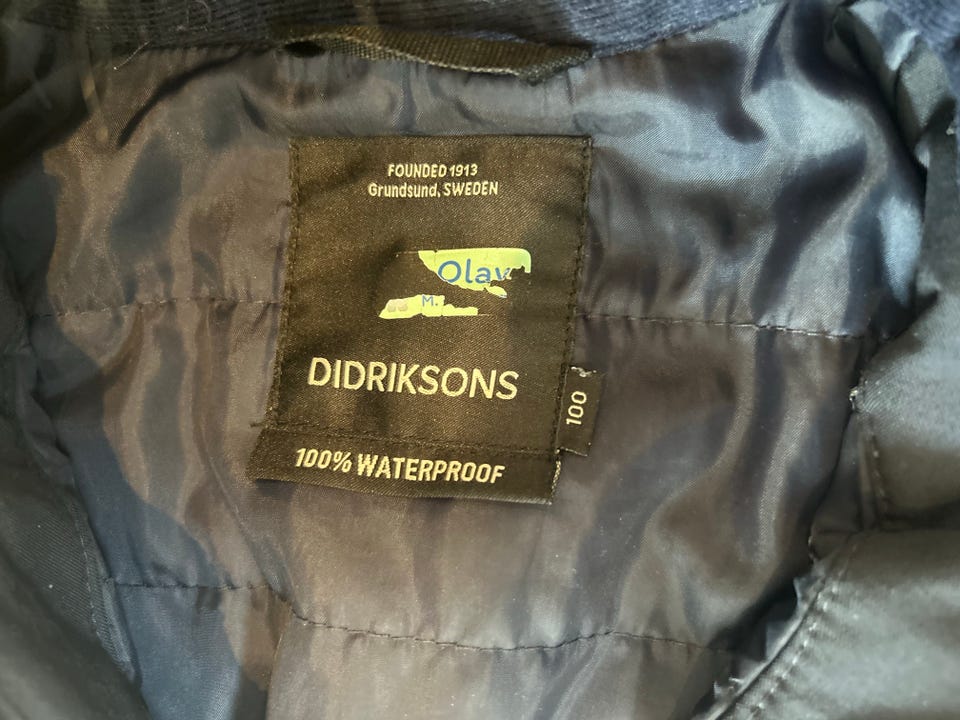 FOUNDED 1913
Grundsund, SWEDEN
Olav
M.
DIDRIKSONS
100
100% WATERPROOF